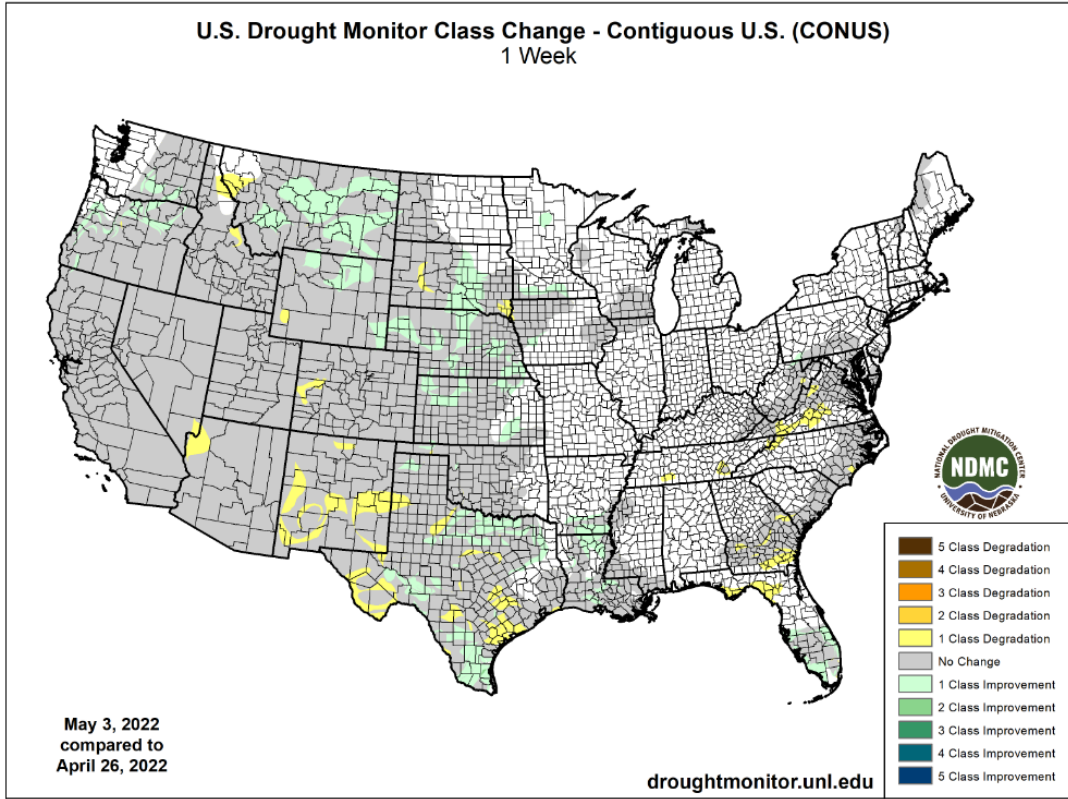 U.S. Drought Monitor Class Change - Contiguous U.S. (CONUS)
1 Week
NATIONAL DROUGHT MITIGATION CENTER
NDMC
UNIVERSITY OF NEBRASKA
5 Class Degradation
4 Class Degradation
3 Class Degradation
2 Class Degradation
1 Class Degradation
No Change
1 Class Improvement
2 Class Improvement
3 Class Improvement
4 Class Improvement
5 Class Improvement
May 3, 2022
compared to
April 26, 2022
droughtmonitor.unl.edu